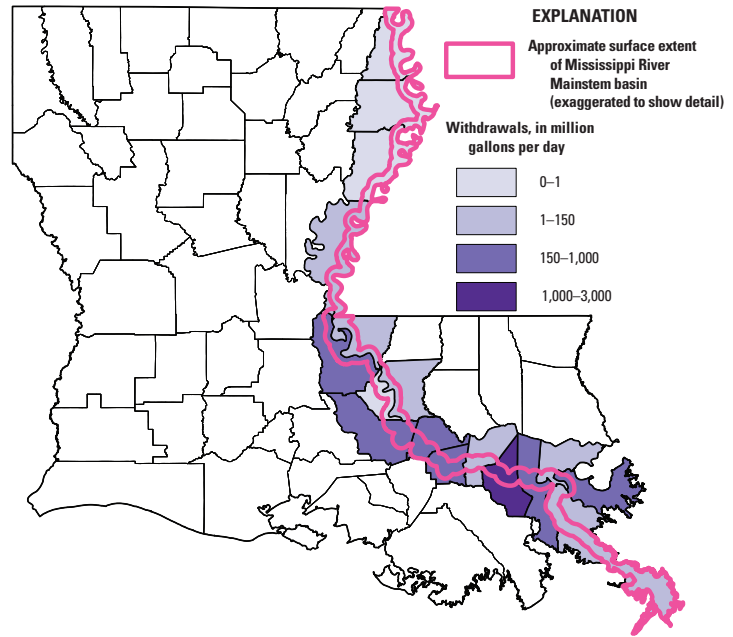 EXPLANATION
Approximate surface extent
of Mississippi River
Mainstem basin
(exaggerated to show detail)
Withdrawals, in million
gallons per day
0–1
1–150
150–1,000
1,000–3,000